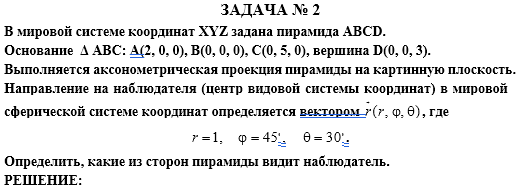 ЗАДАЧА № 2
В мировой системе координат XYZ задана пирамида ABCD.
Основание Δ ABC: A(2, 0, 0), B(0, 0, 0), C(0, 5, 0), вершина D(0, 0, 3).
Выполняется аксонометрическая проекция пирамиды на картинную плоскость.
Направление на наблюдателя (центр видовой системы координат) в мировой
сферической системе координат определяется вектором r̄(r, φ, θ), где
r = 1, φ = 45°, θ = 30°.
Определить, какие из сторон пирамиды видит наблюдатель.
РЕШЕНИЕ: